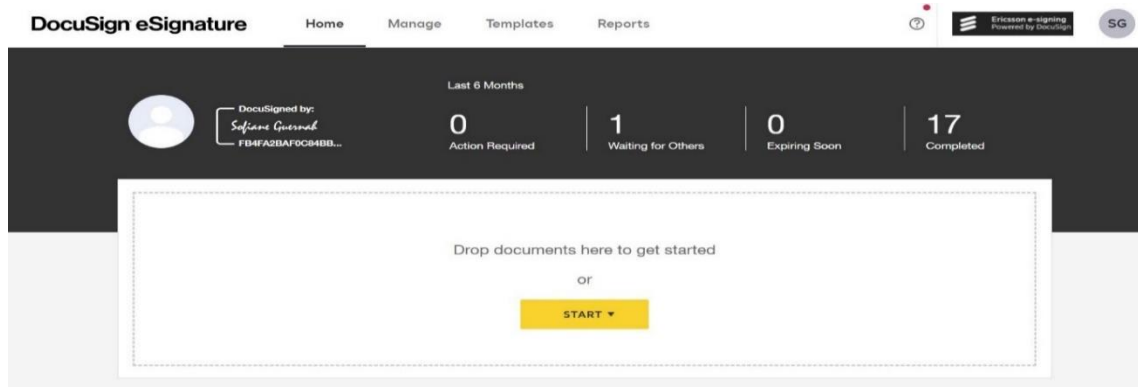 DocuSign eSignature
Home
Manage
Templates
Reports
Ericsson e-signing
Powered by DocuSign
SG
Last 6 Months
DocuSigned by:
Sofiane Guernah
FB4FA2BAF0C84BB...
0
Action Required
1
Waiting for Others
0
Expiring Soon
17
Completed
Drop documents here to get started
or
START